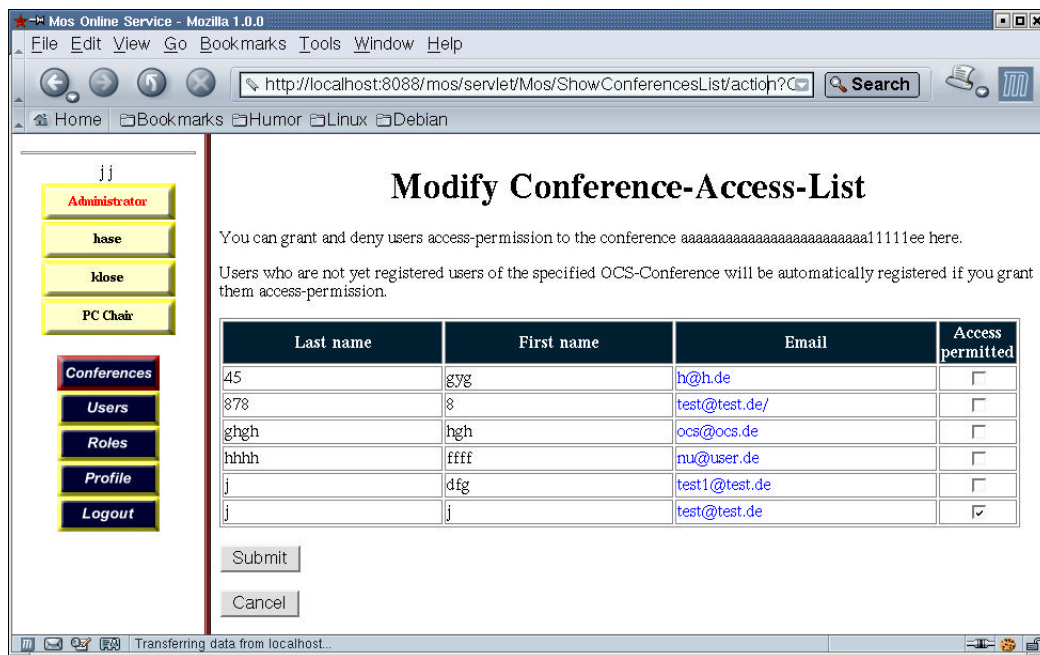 Mos Online Service - Mozilla 1.0.0
File Edit View Go Bookmarks Tools Window Help
http://localhost:8088/mos/servlet/Mos/ShowConferencesList/action?C
Search
Home Bookmarks Humor Linux Debian
j j
Administrator
hase
klose
PC Chair
Conferences
Users
Roles
Profile
Logout
Modify Conference-Access-List
You can grant and deny users access-permission to the conference aaaaaaaaaaaaaaaaaaaaaaaaa11111ee here.
Users who are not yet registered users of the specified OCS-Conference will be automatically registered if you grant
them access-permission.
Last name First name Email Access permitted
45 gyg h@h.de
878 8 test@test.de/
ghgh hgh ocs@ocs.de
hhhh ffff nu@user.de
j dfg test1@test.de
j j test@test.de
Submit
Cancel
Transferring data from localhost...